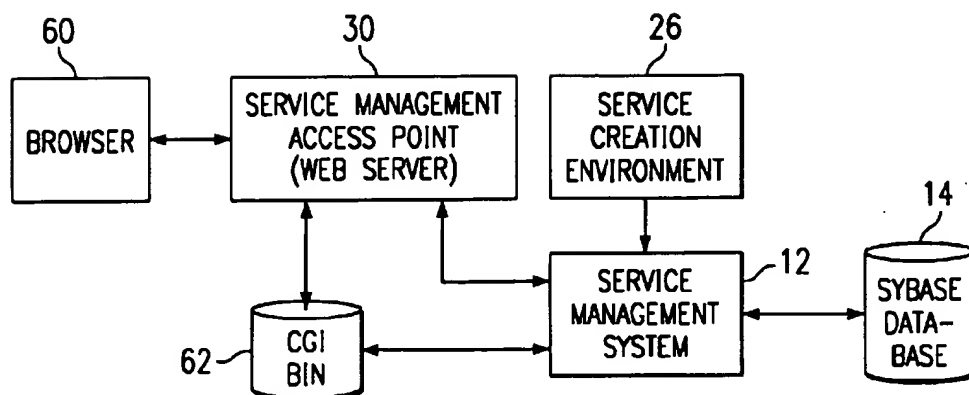 60
30
26
BROWSER
SERVICE MANAGEMENT
ACCESS POINT
(WEB SERVER)
SERVICE
CREATION
ENVIRONMENT
14
12
SERVICE
MANAGEMENT
SYSTEM
SYBASE
DATA-
BASE
62
CGI
BIN